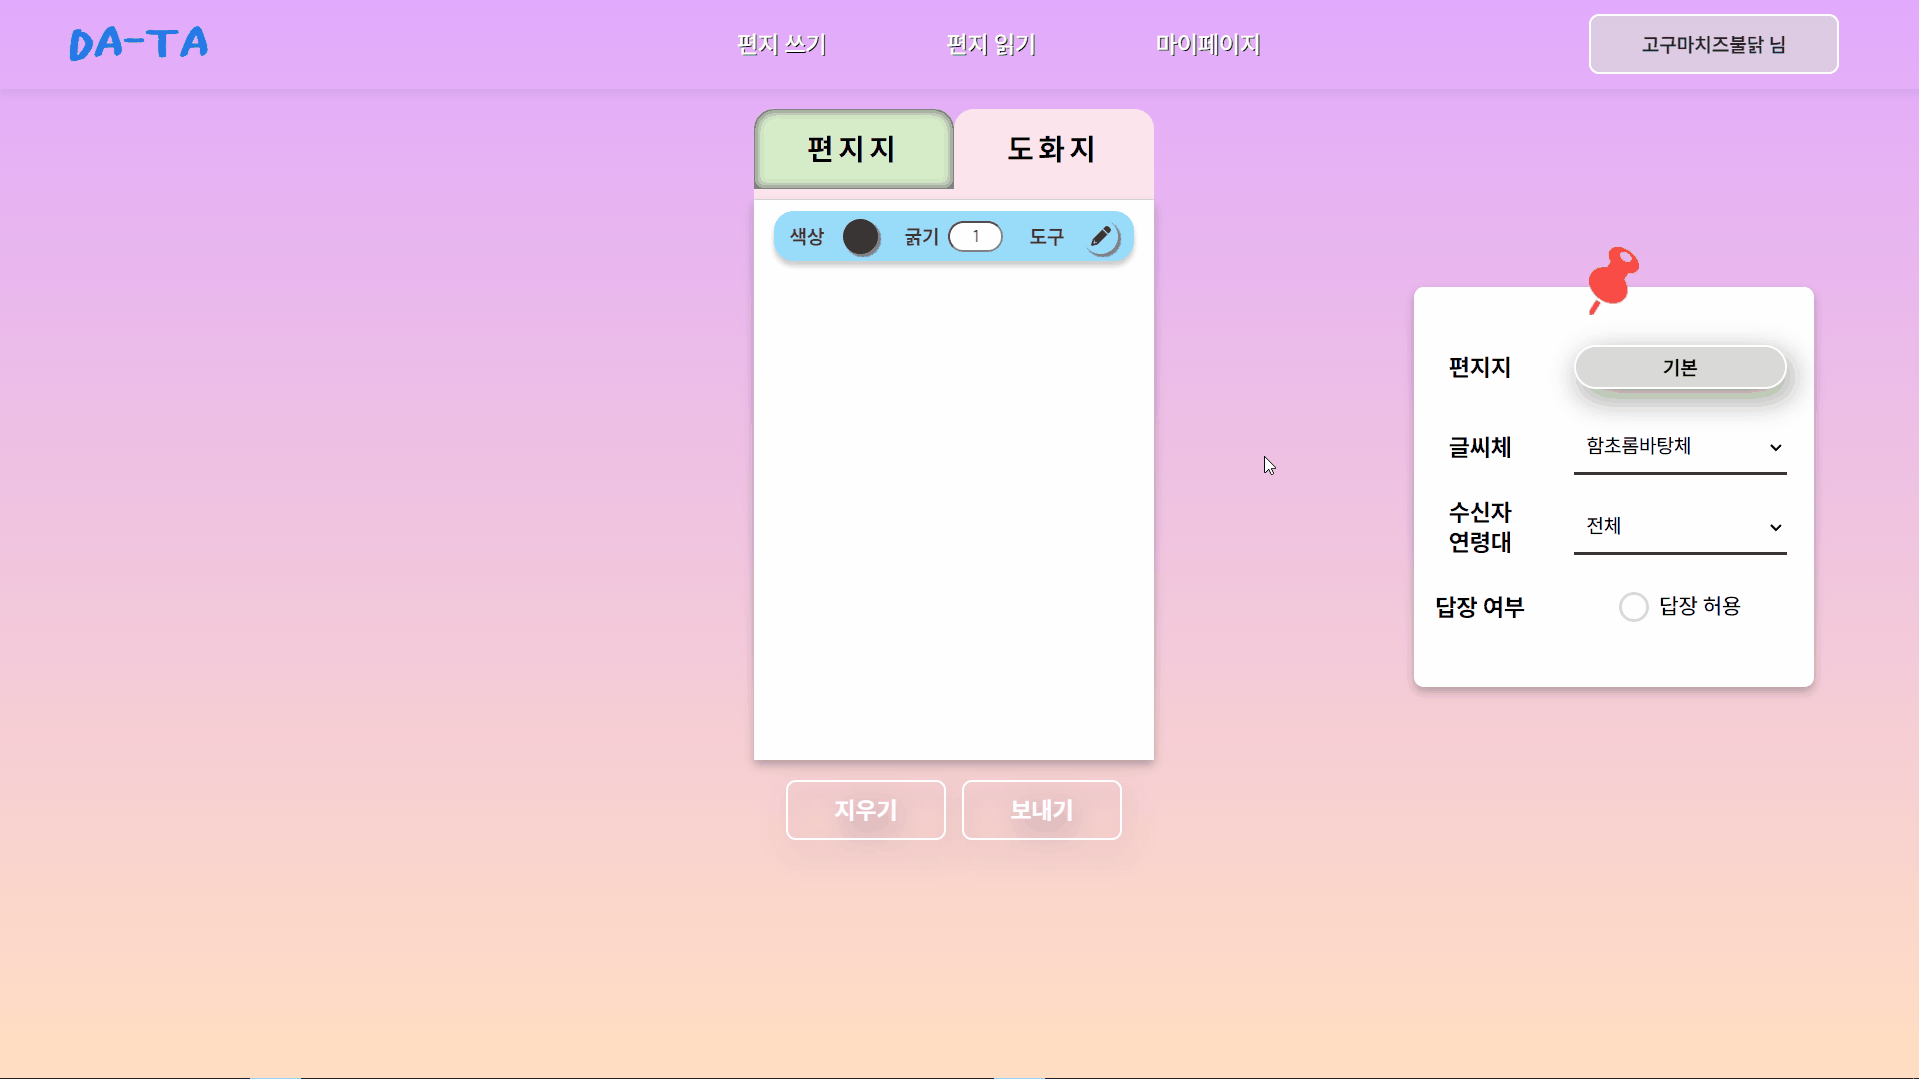 DA-TA
편지 쓰기
편지 읽기
마이페이지
고구마치즈불닭 님
편지지
도화지
색상
굵기
1
도구
편지지
기본
글씨체
함초롬바탕체
수신자
연령대
전체
답장 여부
답장 허용
지우기
보내기